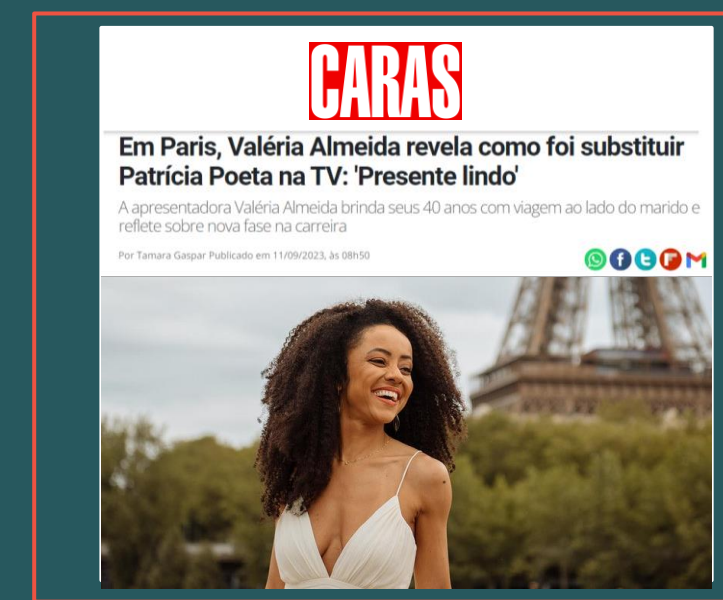 CARAS
Em Paris, Valéria Almeida revela como foi substituir
Patrícia Poeta na TV: 'Presente lindo'
A apresentadora Valéria Almeida brinda seus 40 anos com viagem ao lado do marido e
reflete sobre nova fase na carreira
Por Tamara Gaspar Publicado em 11/09/2023, às 08h50